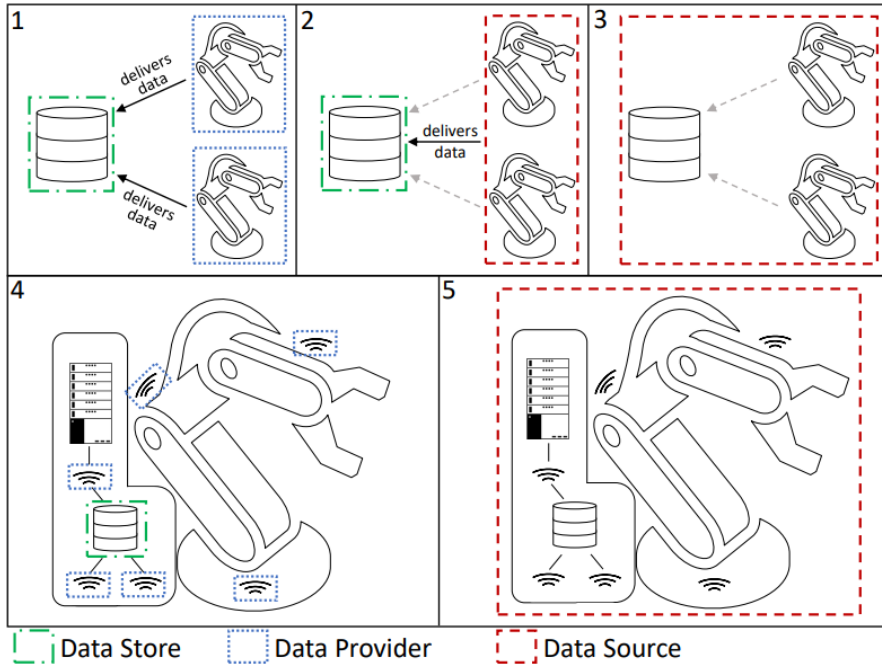 1
delivers
data
delivers
data
2
delivers
data
3
4
5
Data Store
Data Provider
Data Source